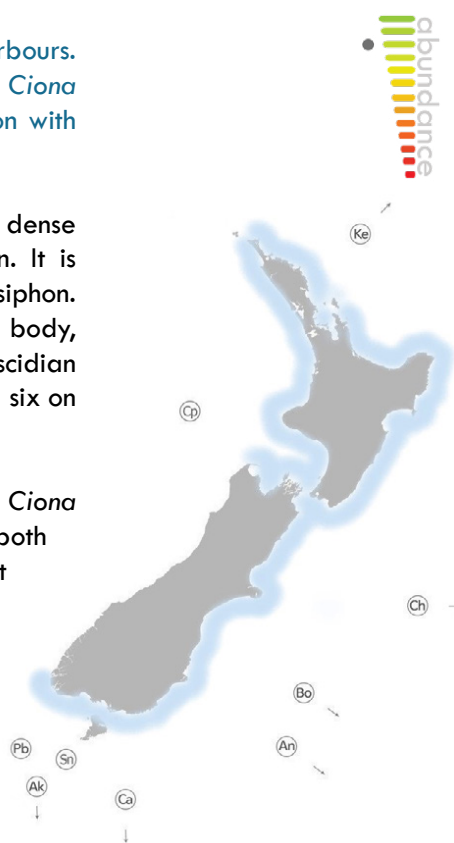 rbours.
Ciona
on with
dense
n. It is
siphon.
body,
scidian
six on
Ciona
both
t
abundance
Ke
Cp
Ch
Bo
An
Pb
Sn
Ak
Ca